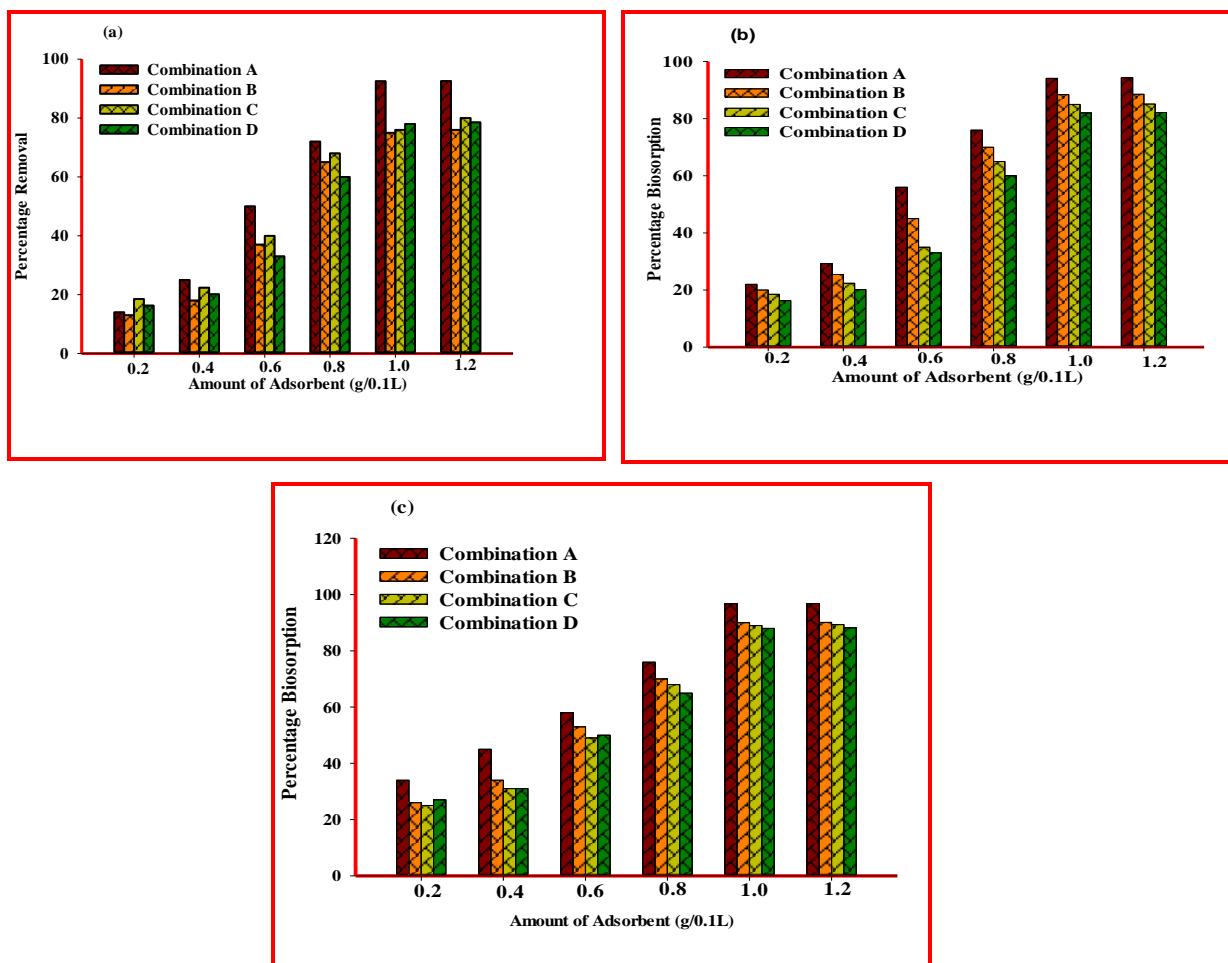 (a)
100
80
60
40
20
0
Percentage Removal
Combination A
Combination B
Combination C
Combination D
0.2 0.4 0.6 0.8 1.0 1.2
Amount of Adsorbent (g/0.1L)
(b)
100
80
60
40
20
0
Percentage Biosorption
Combination A
Combination B
Combination C
Combination D
0.2 0.4 0.6 0.8 1.0 1.2
Amount of Adsorbent (g/0.1L)
(c)
120
100
80
60
40
20
0
Percentage Biosorption
Combination A
Combination B
Combination C
Combination D
0.2 0.4 0.6 0.8 1.0 1.2
Amount of Adsorbent (g/0.1L)